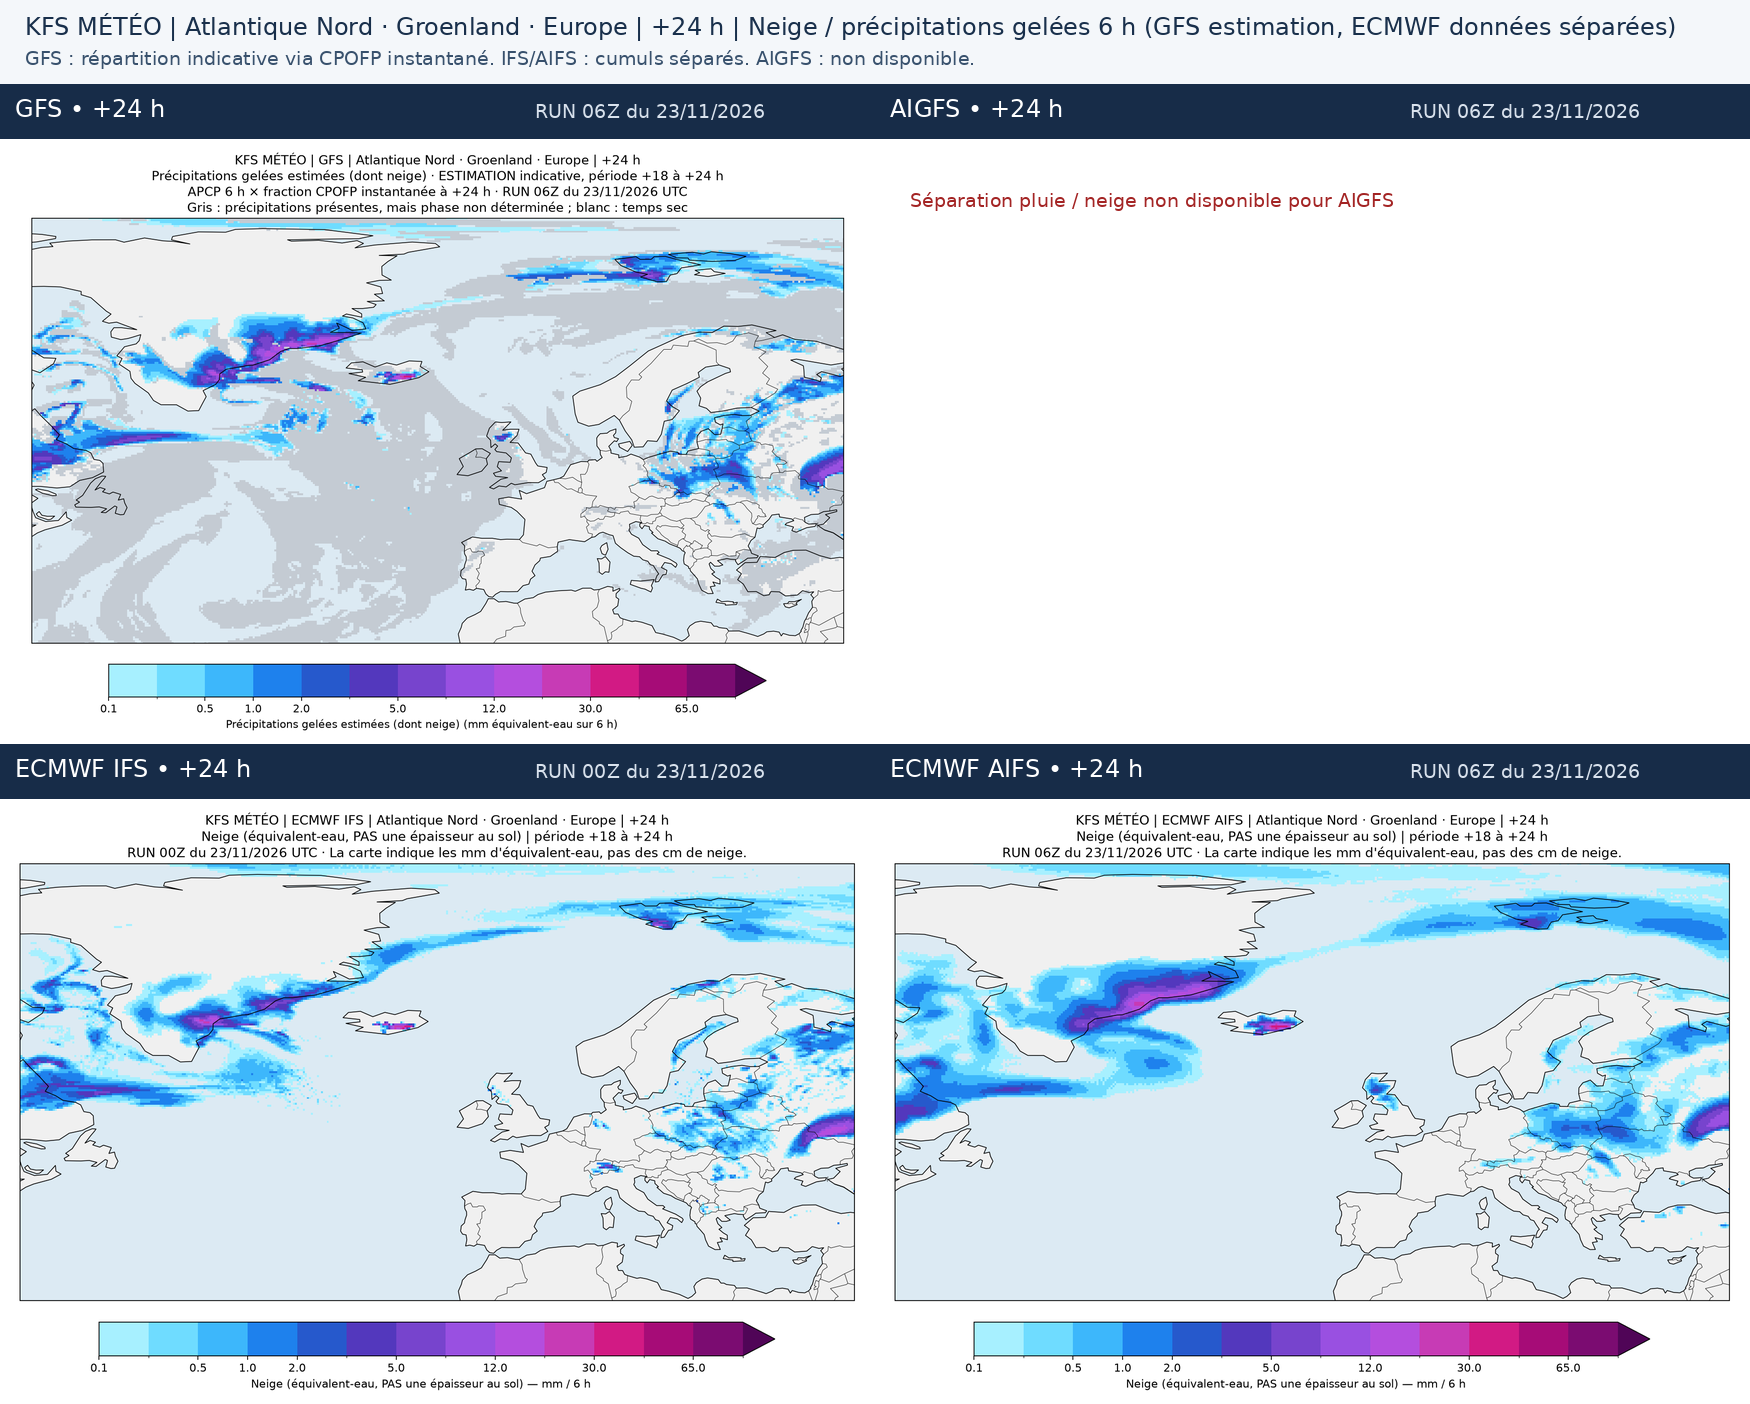 KFS MÉTÉO | Atlantique Nord · Groenland · Europe | +24 h | Neige / précipitations gelées 6 h (GFS estimation, ECMWF données séparées)
GFS : répartition indicative via CPOFP instantané. IFS/AIFS : cumuls séparés. AIGFS : non disponible.
GFS • +24 h
RUN 06Z du 23/11/2026
AIGFS • +24 h
RUN 06Z du 23/11/2026
KFS MÉTÉO | GFS | Atlantique Nord · Groenland · Europe | +24 h
Précipitations gelées estimées (dont neige) · ESTIMATION indicative, période +18 à +24 h
APCP 6 h × fraction CPOFP instantanée à +24 h · RUN 06Z du 23/11/2026 UTC
Gris : précipitations présentes, mais phase non déterminée ; blanc : temps sec
0.1 0.5 1.0 2.0 5.0 12.0 30.0 65.0
Précipitations gelées estimées (dont neige) (mm équivalent-eau sur 6 h)
Séparation pluie / neige non disponible pour AIGFS
ECMWF IFS • +24 h
RUN 00Z du 23/11/2026
ECMWF AIFS • +24 h
RUN 06Z du 23/11/2026
KFS MÉTÉO | ECMWF IFS | Atlantique Nord · Groenland · Europe | +24 h
Neige (équivalent-eau, PAS une épaisseur au sol) | période +18 à +24 h
RUN 00Z du 23/11/2026 UTC · La carte indique les mm d'équivalent-eau, pas des cm de neige.
0.1 0.5 1.0 2.0 5.0 12.0 30.0 65.0
Neige (équivalent-eau, PAS une épaisseur au sol) — mm / 6 h
KFS MÉTÉO | ECMWF AIFS | Atlantique Nord · Groenland · Europe | +24 h
Neige (équivalent-eau, PAS une épaisseur au sol) | période +18 à +24 h
RUN 06Z du 23/11/2026 UTC · La carte indique les mm d'équivalent-eau, pas des cm de neige.
0.1 0.5 1.0 2.0 5.0 12.0 30.0 65.0
Neige (équivalent-eau, PAS une épaisseur au sol) — mm / 6 h